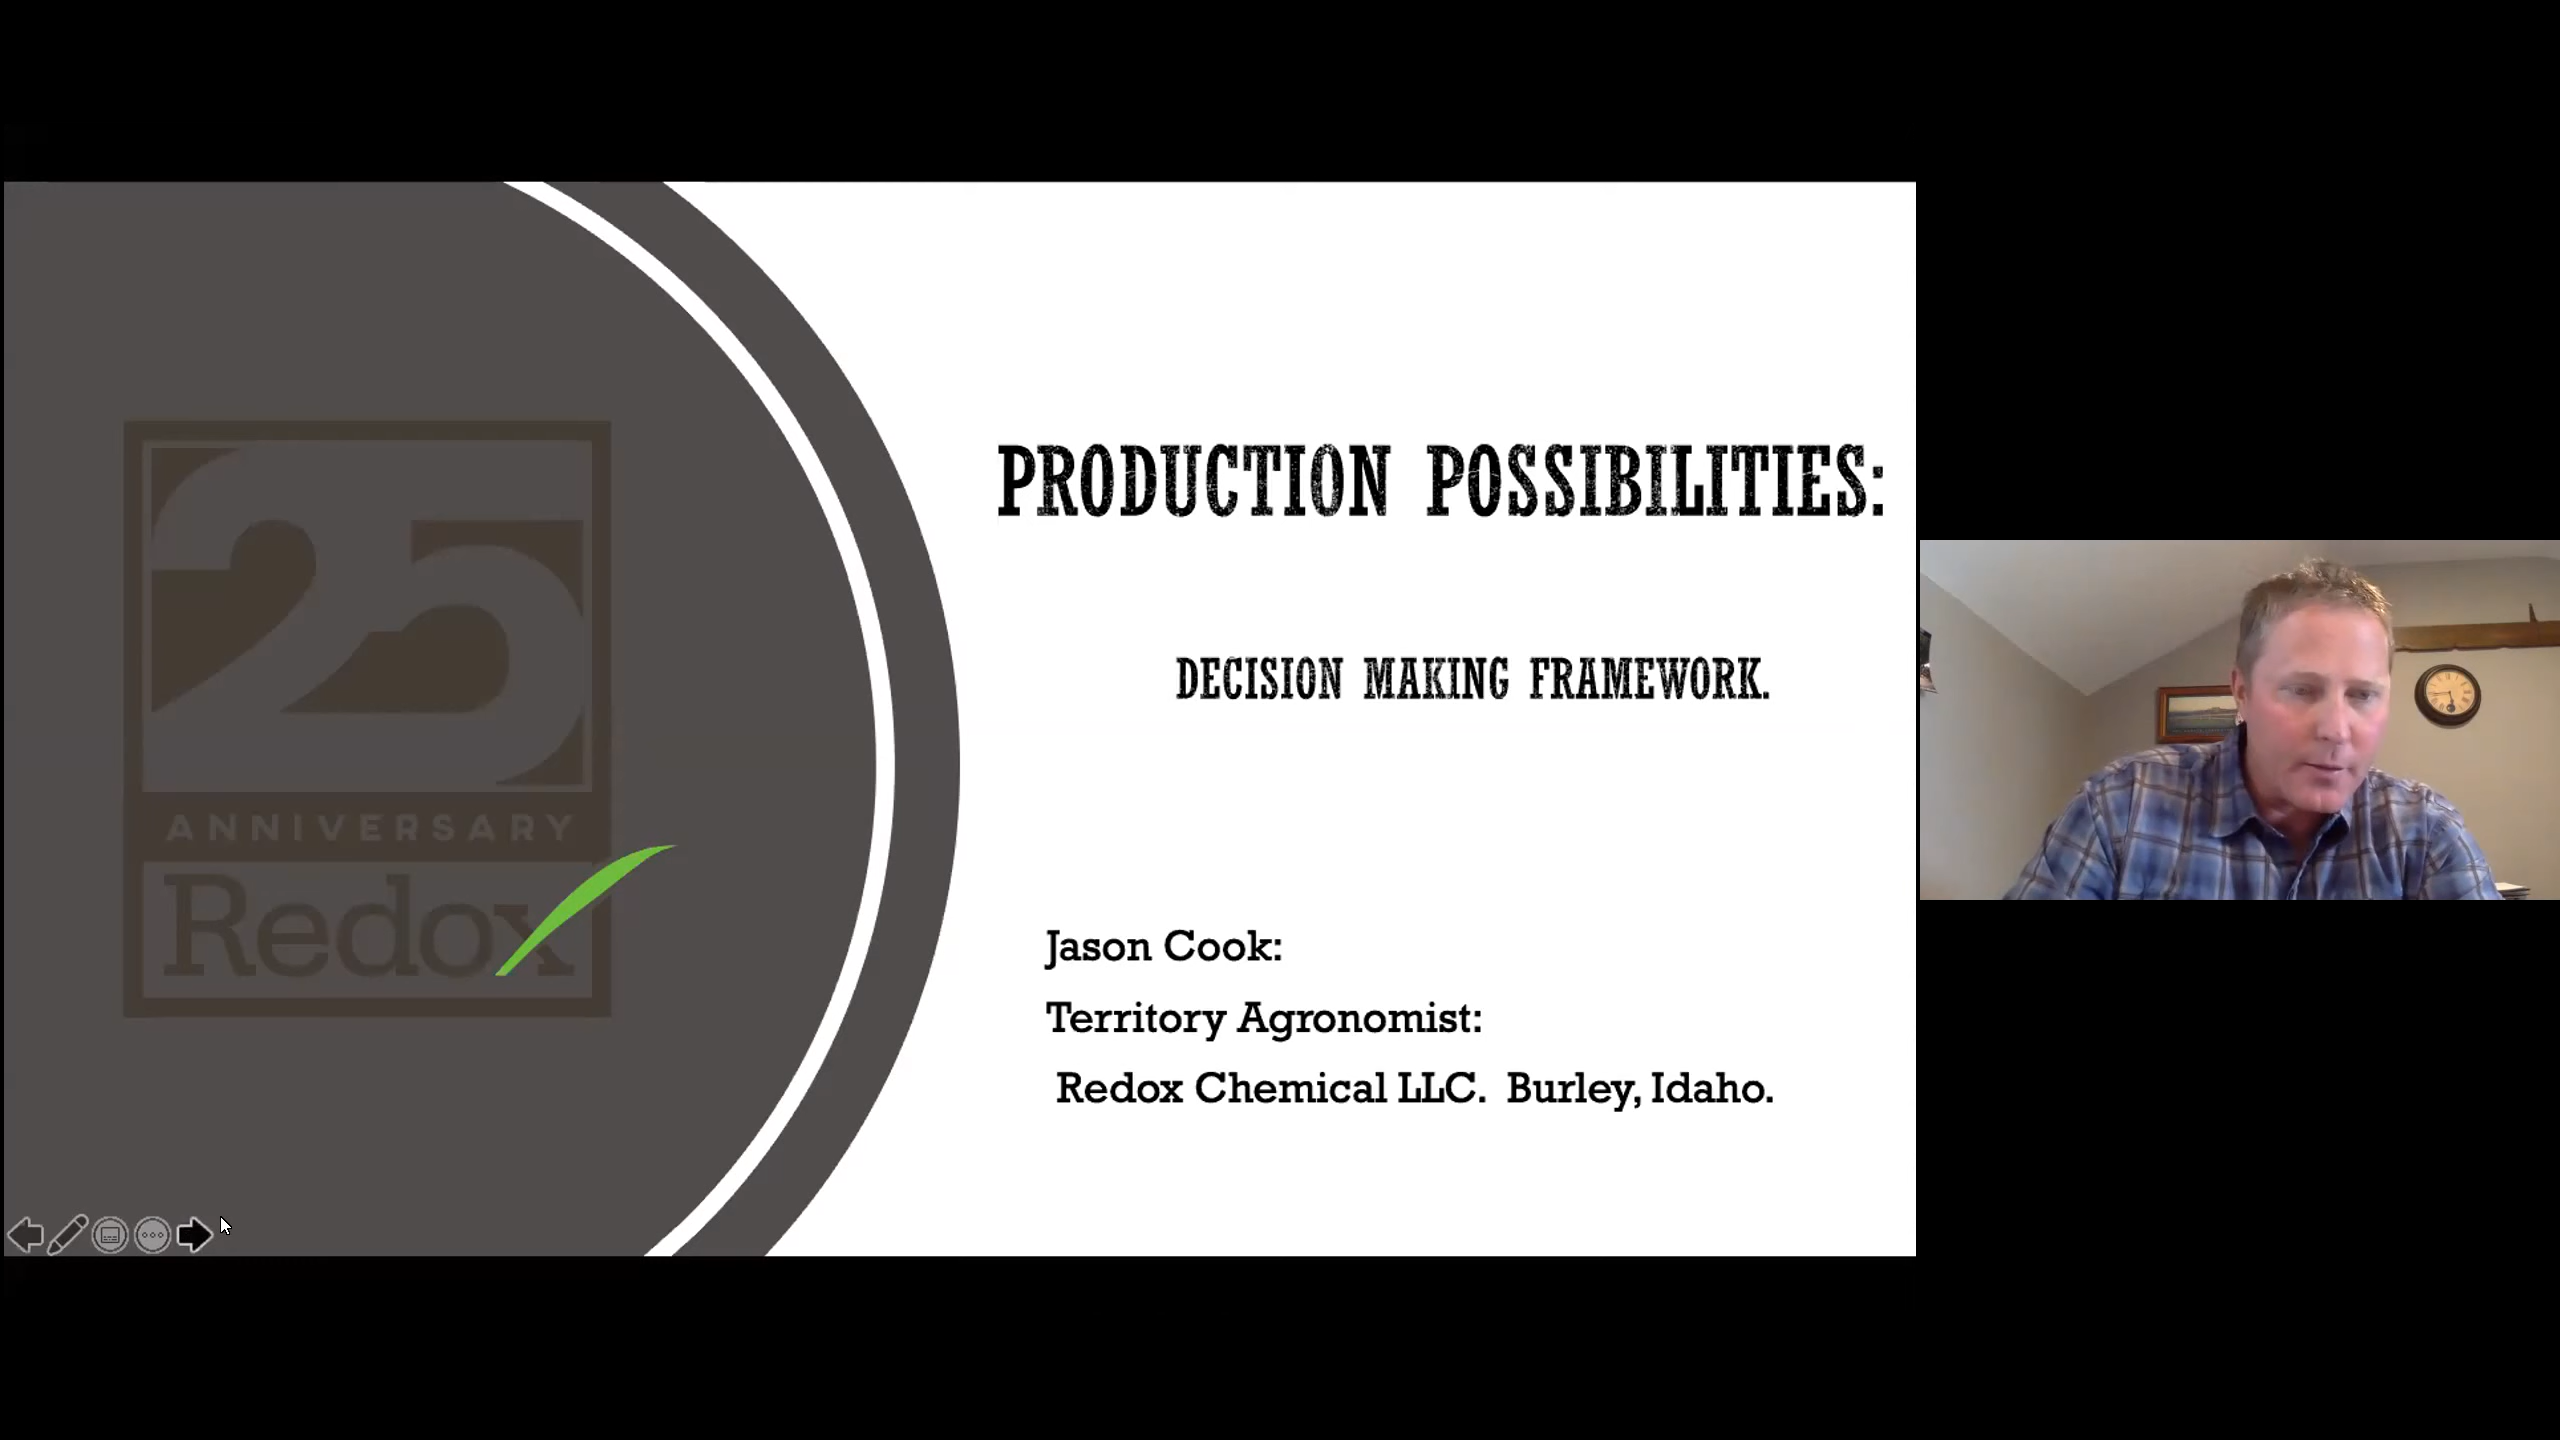 25
ANNIVERSARY
Redox
PRODUCTION POSSIBILITIES:
DECISION MAKING FRAMEWORK.
Jason Cook:
Territory Agronomist:
Redox Chemical LLC. Burley, Idaho.